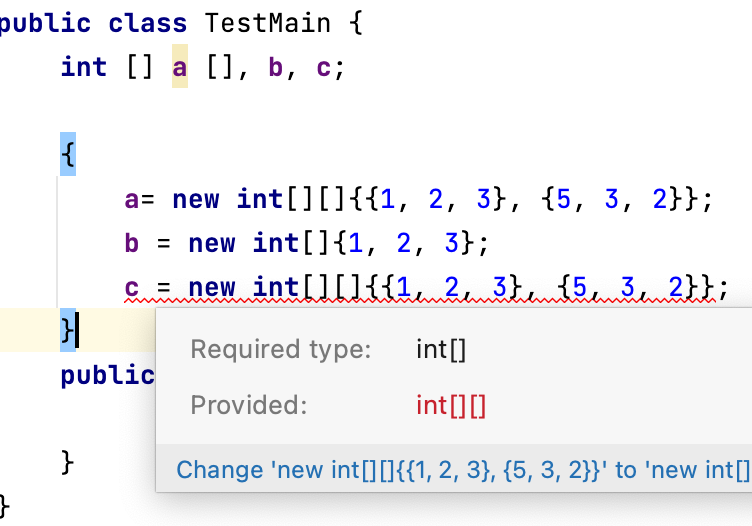 public class TestMain {
int [] a [], b, c;
{
a= new int[][]{{1, 2, 3}, {5, 3, 2}};
b = new int[]{1, 2, 3};
c = new int[][]{{1, 2, 3}, {5, 3, 2}};
}
public
Required type: int[]
Provided: int[][]
}
Change 'new int[][]{{1, 2, 3}, {5, 3, 2}}' to 'new int[]
}